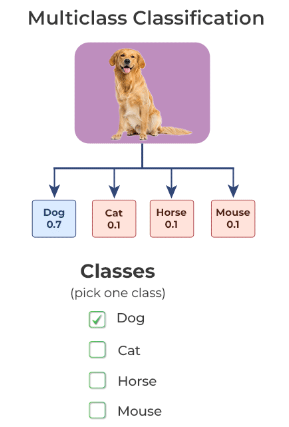 Multiclass Classification
Dog Cat Horse Mouse
0.7 0.1 0.1 0.1
Classes
(pick one class)
Dog
Cat
Horse
Mouse